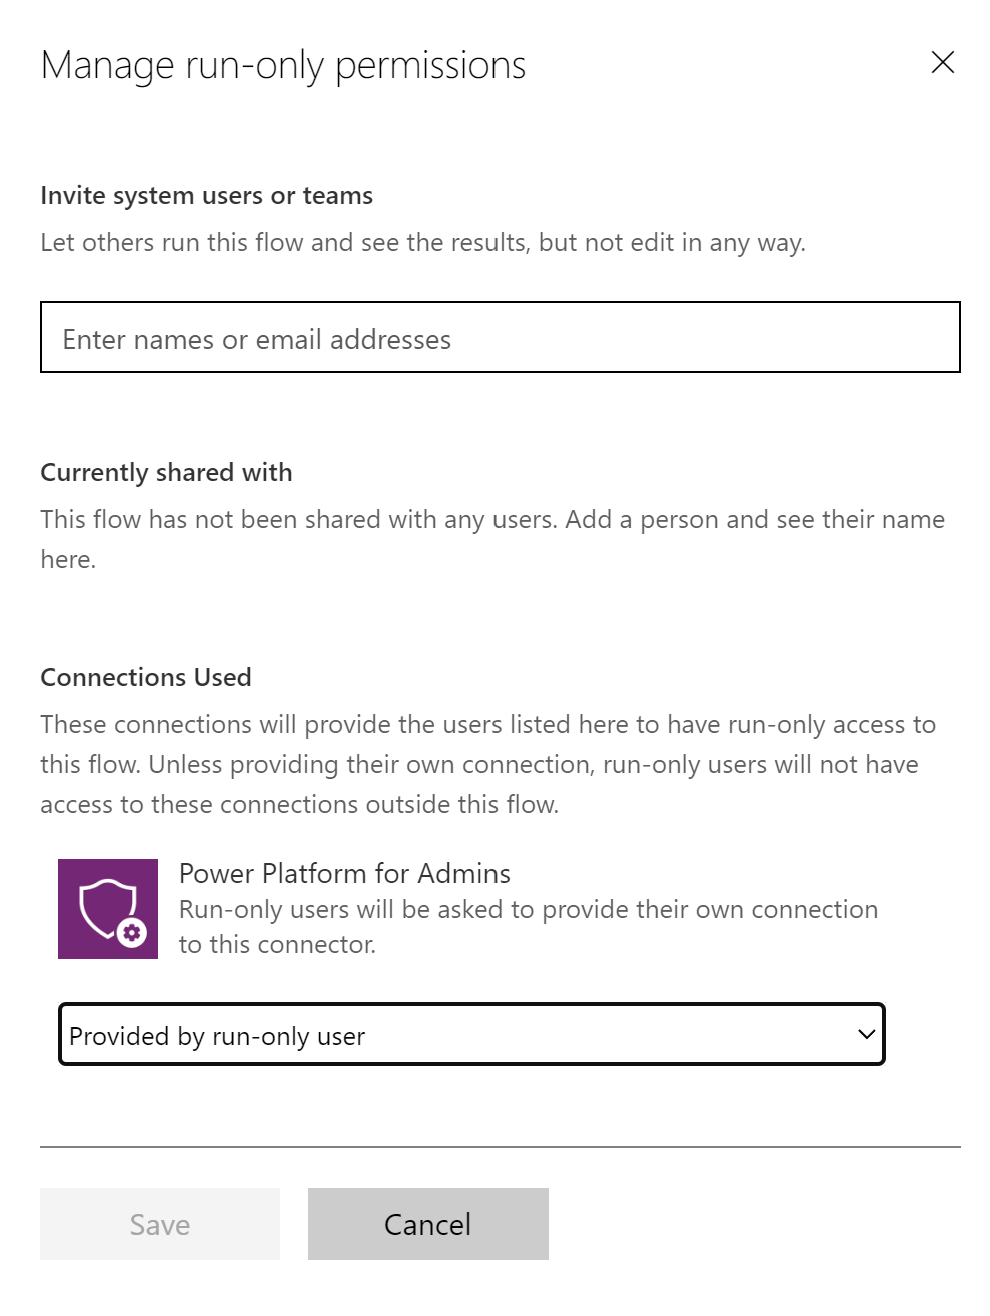 Manage run-only permissions
Invite system users or teams
Let others run this flow and see the results, but not edit in any way.
Enter names or email addresses
Currently shared with
This flow has not been shared with any users. Add a person and see their name
here.
Connections Used
These connections will provide the users listed here to have run-only access to
this flow. Unless providing their own connection, run-only users will not have
access to these connections outside this flow.
Power Platform for Admins
Run-only users will be asked to provide their own connection
to this connector.
Provided by run-only user
Save
Cancel